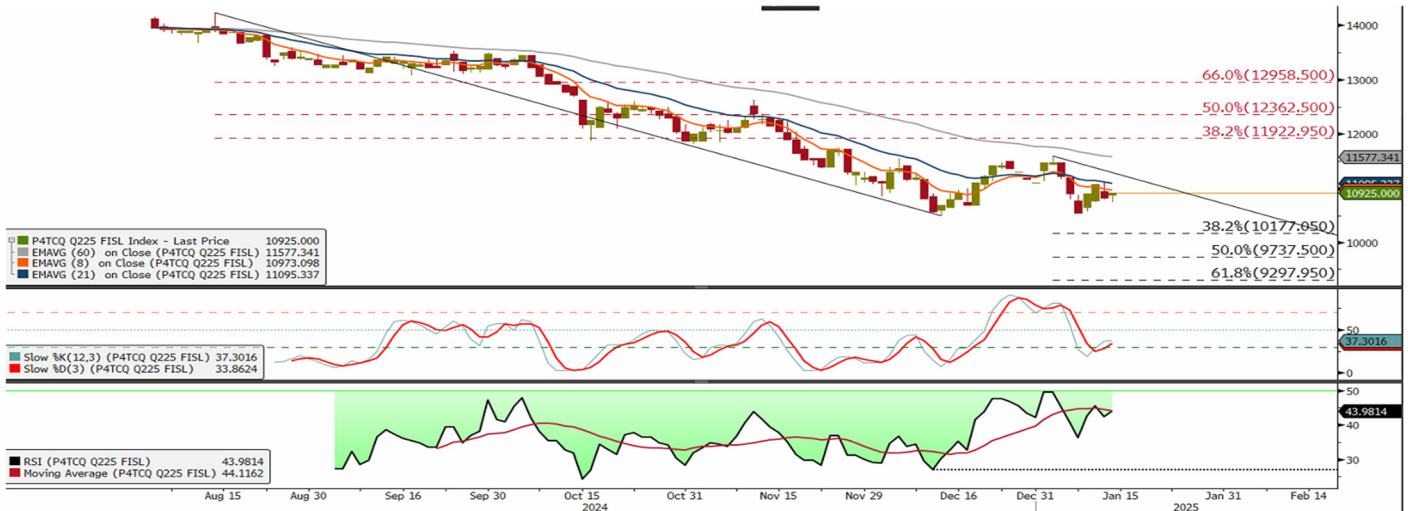 14000
66.0%(12958.500)
13000
50.0%(12362.500)
38.2%(11922.950)
12000
11577.341
10925.000
P4TCQ Q225 FISL Index - Last Price 10925.000
EMAVG (60) on Close (P4TCQ Q225 FISL) 11577.341
EMAVG (8) on Close (P4TCQ Q225 FISL) 10973.098
EMAVG (21) on Close (P4TCQ Q225 FISL) 11095.337
38.2%(10177.050)
10000
50.0%(9737.500)
61.8%(9297.950)
50
Slow %K(12,3) (P4TCQ Q225 FISL) 37.3016
Slow %D(3) (P4TCQ Q225 FISL) 33.8624
37.3016
0
50
RSI (P4TCQ Q225 FISL) 43.9814
Moving Average (P4TCQ Q225 FISL) 44.1162
43.9814
40
30
Aug 15 Aug 30 Sep 16 Sep 30 Oct 15 Oct 31 Nov 15 Nov 29 Dec 16 Dec 31 Jan 15 Jan 31 Feb 14
2024 2025